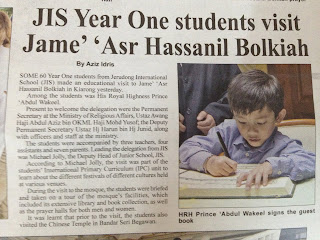 JIS Year One students visit
Jame' 'Asr Hassanil Bolkiah
By Aziz Idris
SOME 60 Year One students from Jerudong International
School (JIS) made an educational visit to Jame' 'Asr
Hassanil Bolkiah in Kiarong yesterday.
Among the students was His Royal Highness Prince
'Abdul Wakeel.
Present to welcome the delegation were the Permanent
Secretary at the Ministry of Religious Affairs, Ustaz Awang
Haji Abdul Aziz bin OKML Haji Mohd Yusof; the Deputy
Permanent Secretary Ustaz Hj Harun bin Hj Junid, along
with officers and staff at the ministry.
The students were accompanied by three teachers, four
assistants and seven parents. Leading the delegation from JIS
was Michael Jolly, the Deputy Head of Junior School, JIS.
According to Michael Jolly, the visit was part of the
students' International Primary Curriculum (IPC) unit to
learn about the different festivals of different cultures held
at various venues.
During the visit to the mosque, the students were briefed
and taken on a tour of the mosque's facilities, which
included its extensive library and book collection, as well
as the prayer halls for both men and women.
It was learnt that prior to the visit, the students also
visited the Chinese Temple in Bandar Seri Begawan.
HRH Prince 'Abdul Wakeel signs the guest
book